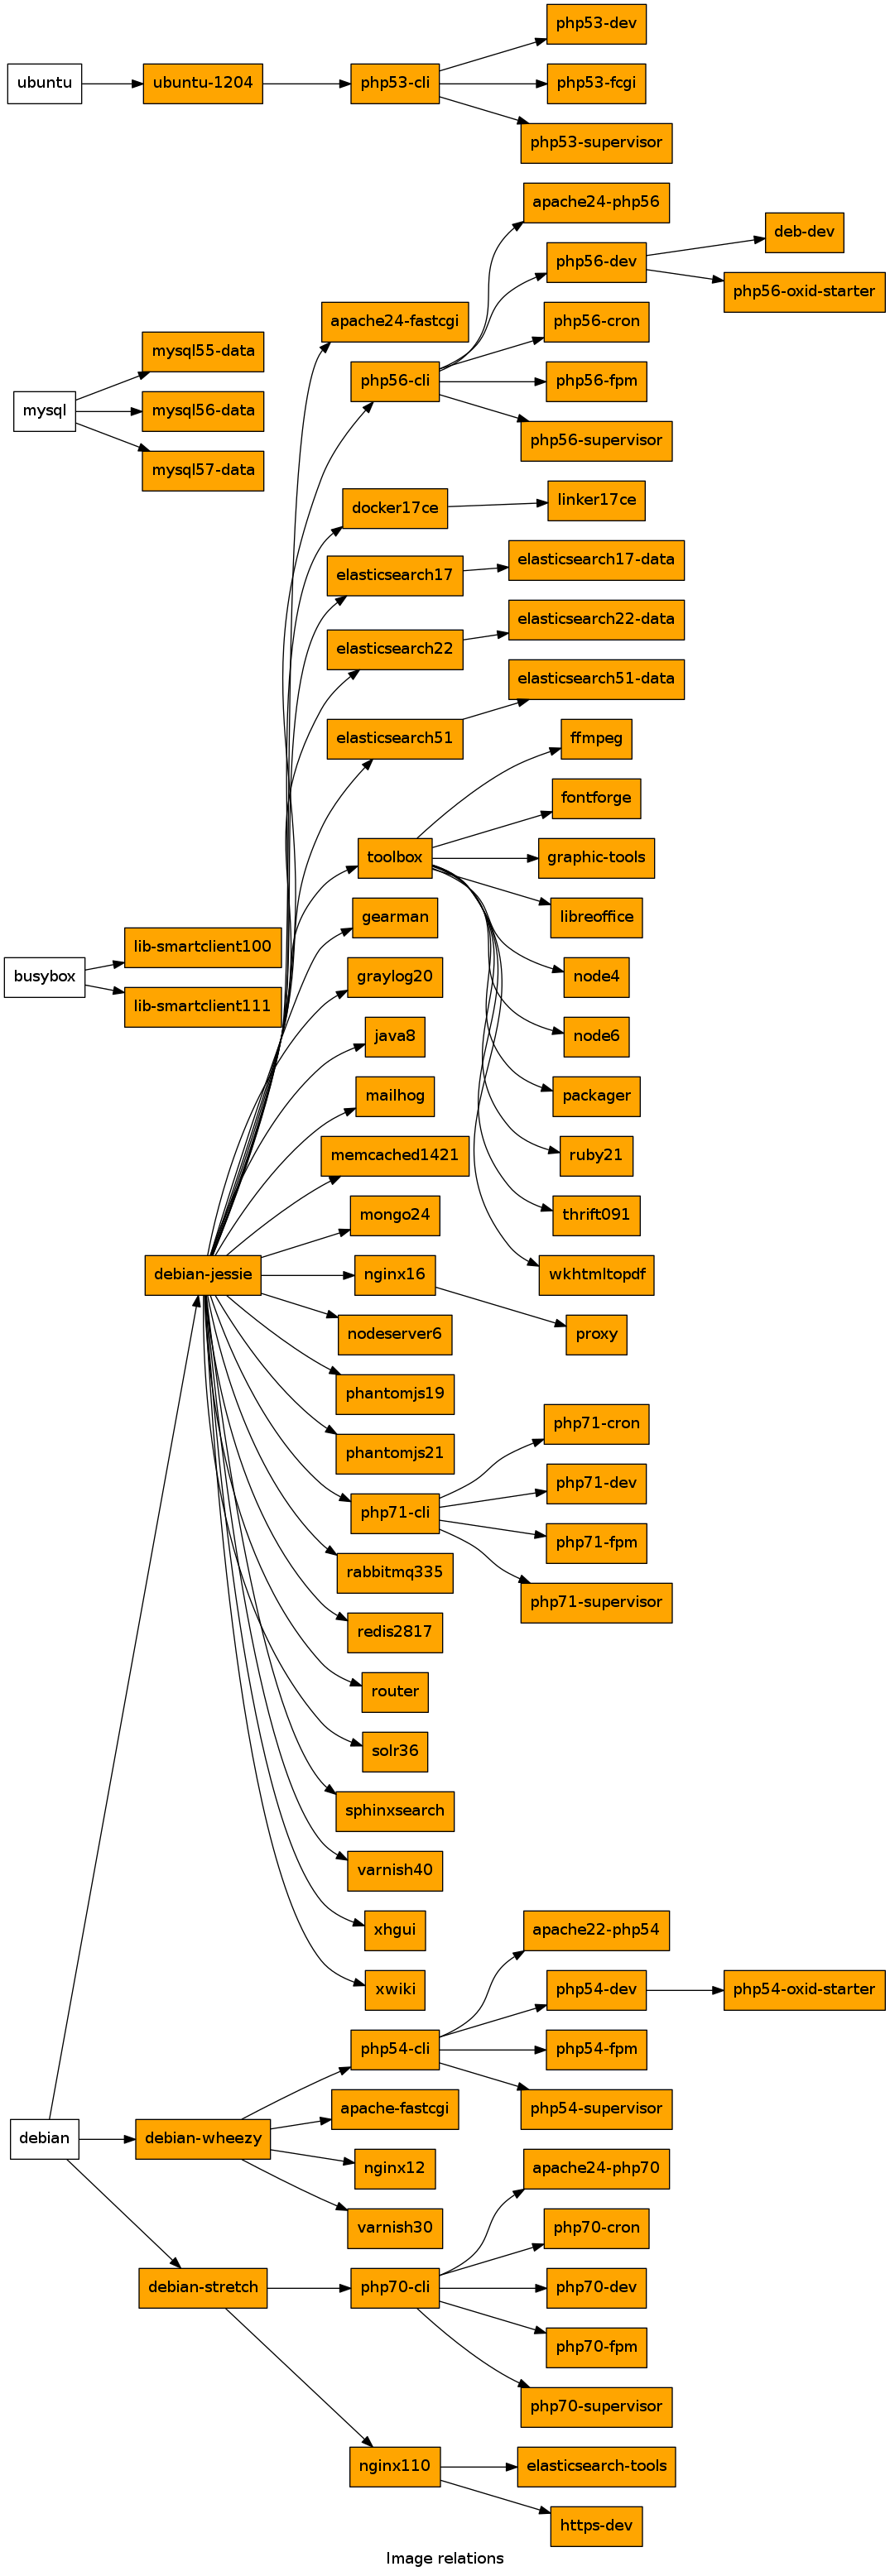 php53-dev
ubuntu
ubuntu-1204
php53-cli
php53-fcgi
php53-supervisor
apache24-php56
deb-dev
php56-dev
php56-oxid-starter
apache24-fastcgi
php56-cron
mysql55-data
php56-cli
php56-fpm
mysql
mysql56-data
php56-supervisor
mysql57-data
docker17ce
linker17ce
elasticsearch17
elasticsearch17-data
elasticsearch22
elasticsearch22-data
elasticsearch51-data
elasticsearch51
ffmpeg
fontforge
toolbox
graphic-tools
gearman
libreoffice
lib-smartclient100
busybox
graylog20
node4
lib-smartclient111
java8
node6
mailhog
packager
memcached1421
ruby21
mongo24
thrift091
debian-jessie
nginx16
wkhtmltopdf
nodeserver6
proxy
phantomjs19
php71-cron
phantomjs21
php71-dev
php71-cli
php71-fpm
rabbitmq335
php71-supervisor
redis2817
router
solr36
sphinxsearch
varnish40
xhgui
apache22-php54
xwiki
php54-dev
php54-oxid-starter
php54-cli
php54-fpm
apache-fastcgi
php54-supervisor
debian
debian-wheezy
nginx12
apache24-php70
varnish30
php70-cron
debian-stretch
php70-cli
php70-dev
php70-fpm
php70-supervisor
nginx110
elasticsearch-tools
https-dev
Image relations